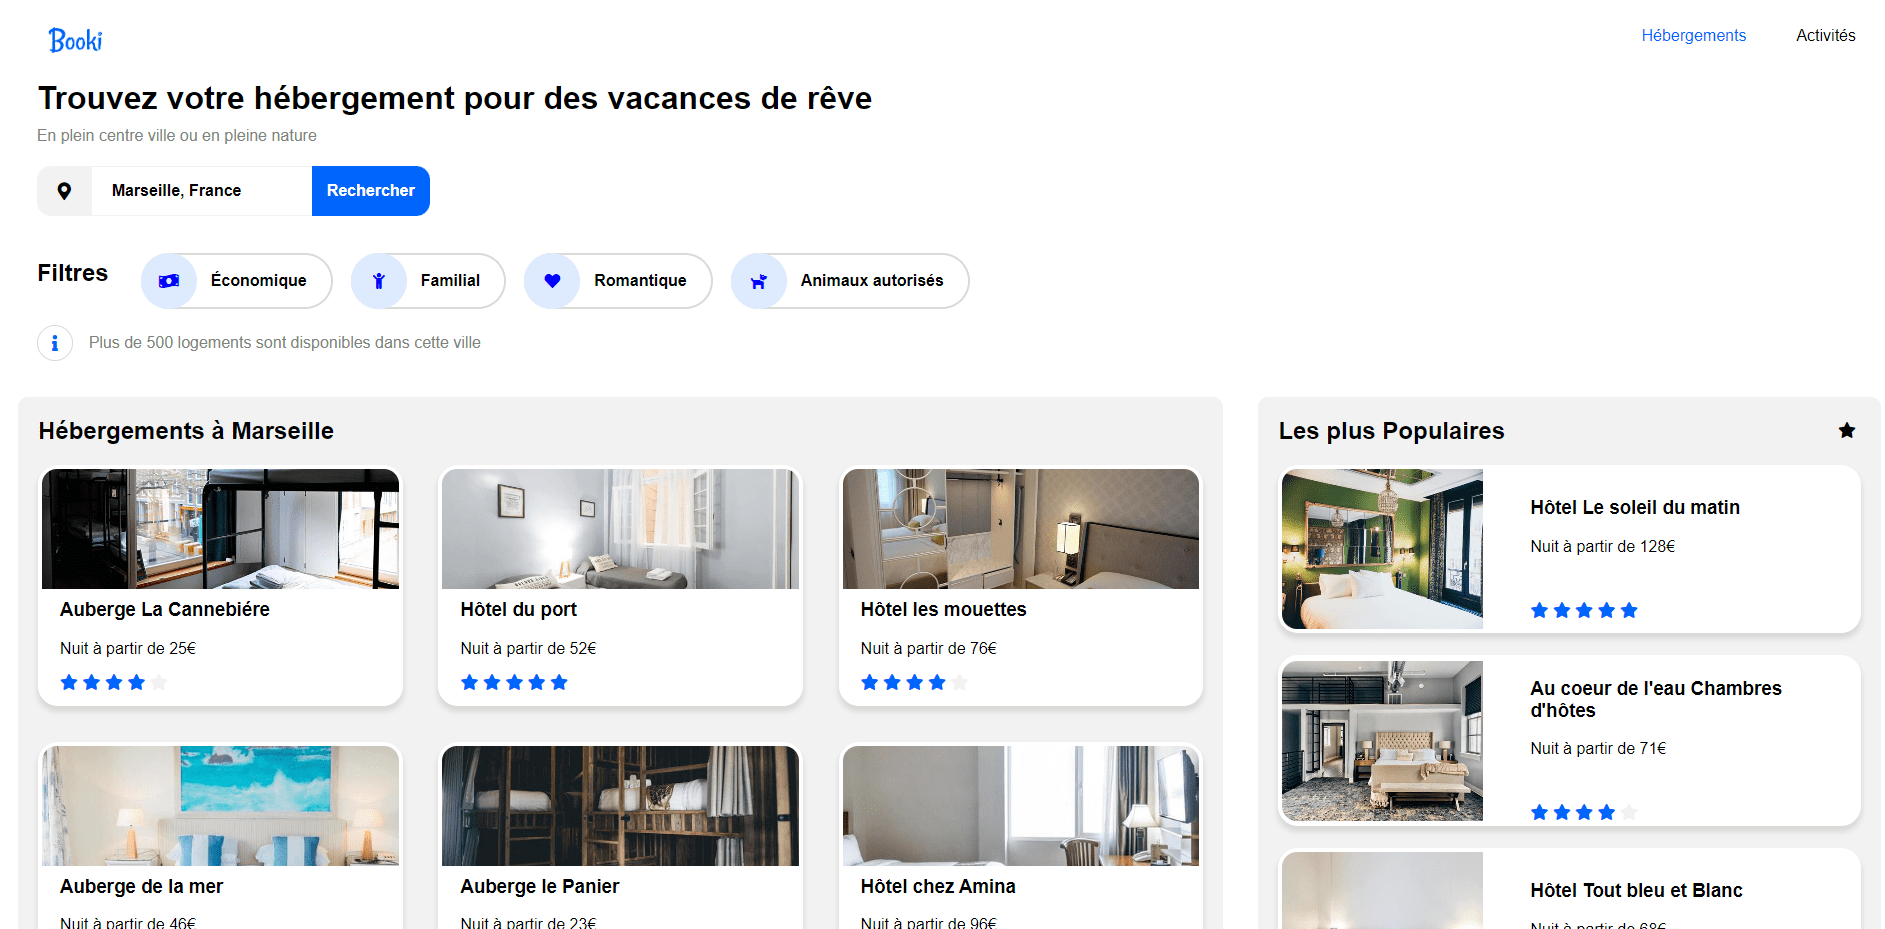 Booki
Hébergements
Activités
Trouvez votre hébergement pour des vacances de rêve
En plein centre ville ou en pleine nature
Marseille, France
Rechercher
Filtres
Économique
Familial
Romantique
Animaux autorisés
Plus de 500 logements sont disponibles dans cette ville
Hébergements à Marseille
Auberge La Cannebiére
Nuit à partir de 25€
Hôtel du port
Nuit à partir de 52€
Hôtel les mouettes
Nuit à partir de 76€
Auberge de la mer
Nuit à partir de 46€
Auberge le Panier
Nuit à partir de 23€
Hôtel chez Amina
Nuit à partir de 96€
Les plus Populaires
Hôtel Le soleil du matin
Nuit à partir de 128€
Au coeur de l'eau Chambres
d'hôtes
Nuit à partir de 71€
Hôtel Tout bleu et Blanc
Nuit à partir de 68€